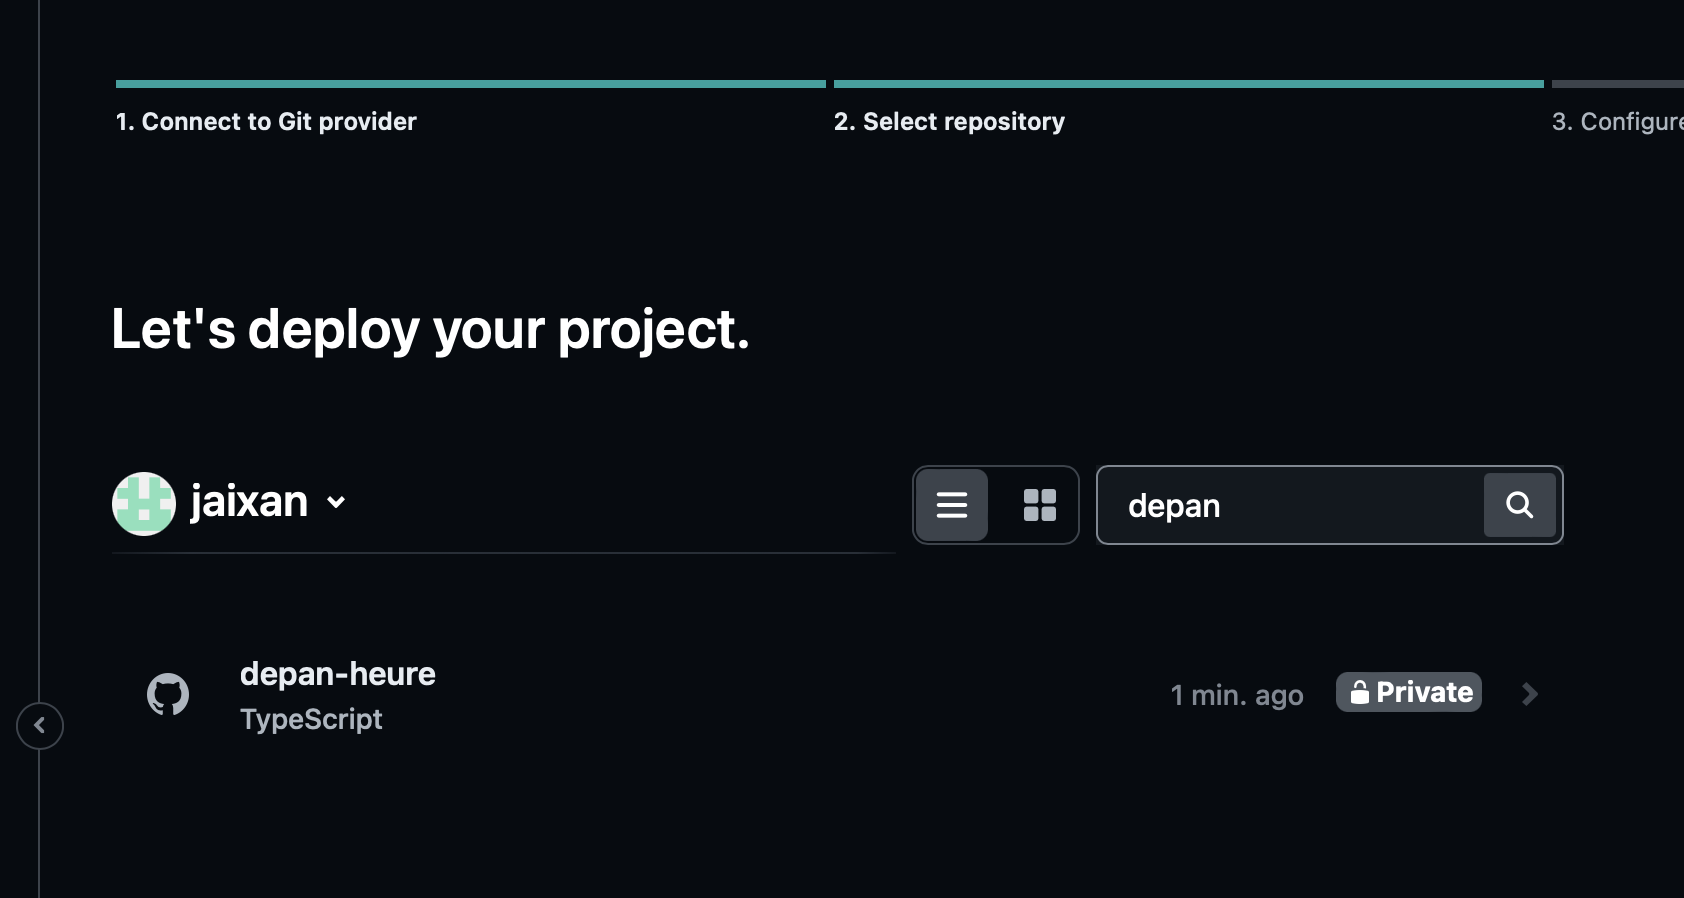 1. Connect to Git provider
2. Select repository
3. Configure
Let's deploy your project.
jaixan
depan
depan-heure
TypeScript
1 min. ago
Private